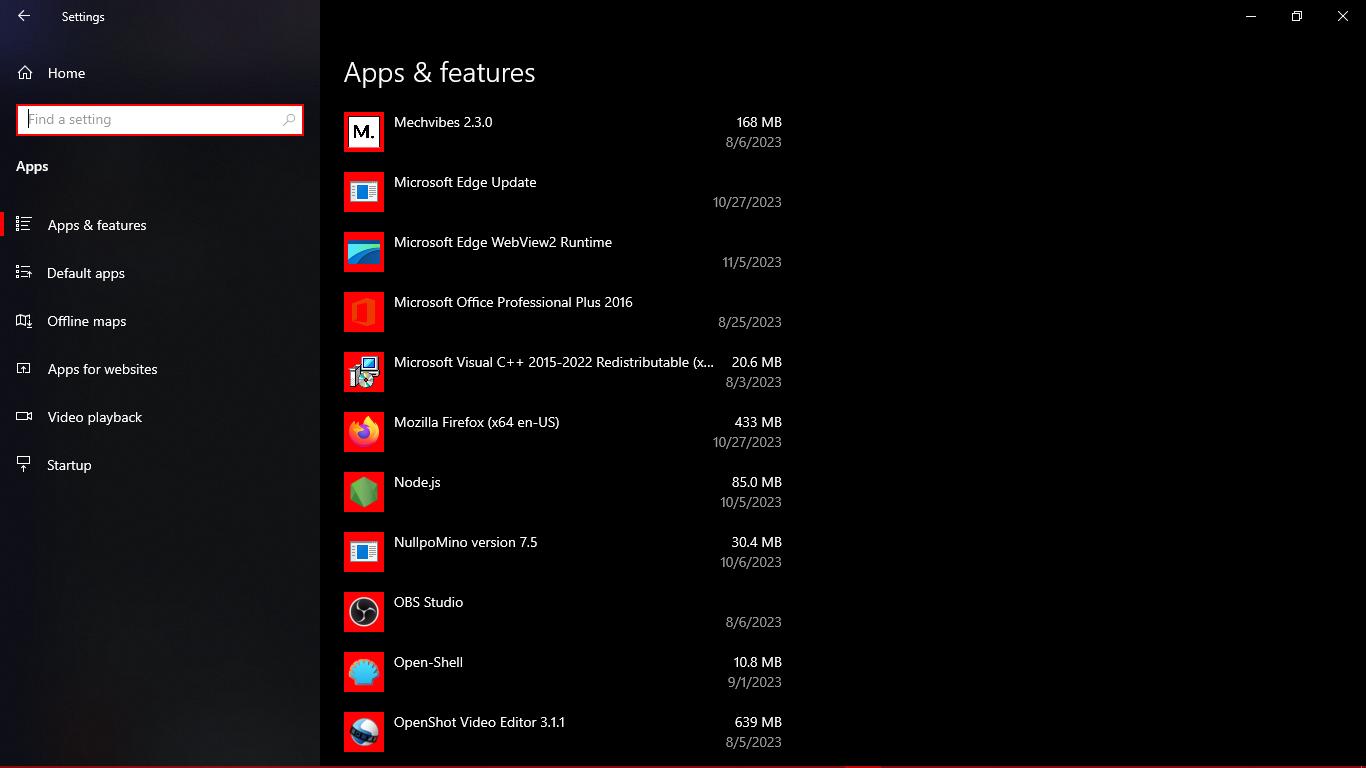 Settings
Home
Find a setting
Apps
Apps & features
Default apps
Offline maps
Apps for websites
Video playback
Startup
Apps & features
M.
Mechvibes 2.3.0 168 MB
8/6/2023
Microsoft Edge Update
10/27/2023
Microsoft Edge WebView2 Runtime
11/5/2023
Microsoft Office Professional Plus 2016
8/25/2023
Microsoft Visual C++ 2015-2022 Redistributable (x... 20.6 MB
8/3/2023
Mozilla Firefox (x64 en-US) 433 MB
10/27/2023
Node.js 85.0 MB
10/5/2023
NullpoMino version 7.5 30.4 MB
10/6/2023
OBS Studio
8/6/2023
Open-Shell 10.8 MB
9/1/2023
OpenShot Video Editor 3.1.1 639 MB
8/5/2023